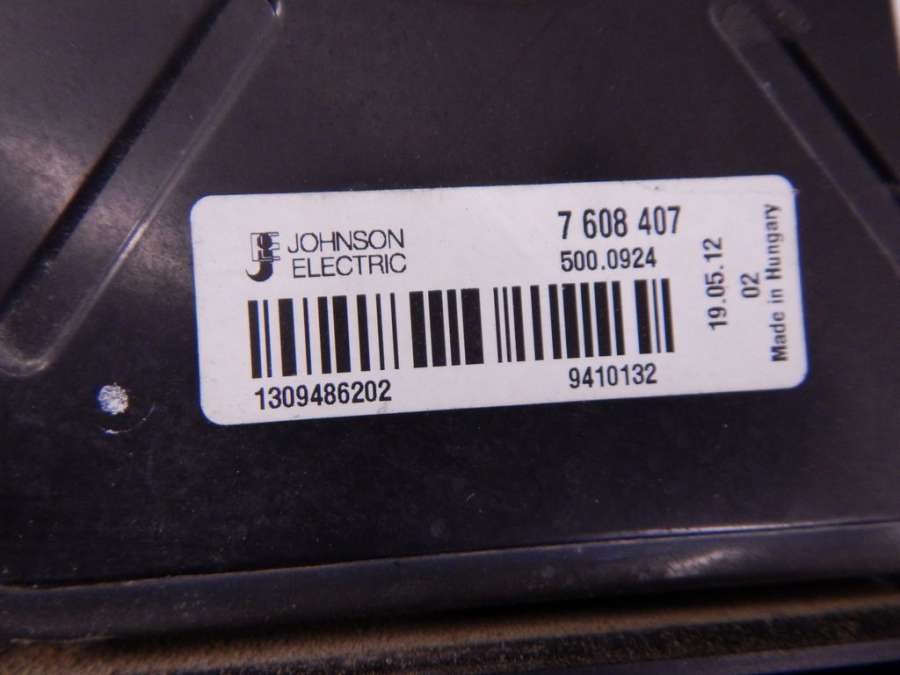 JOHNSON
ELECTRIC
7 608 407
500.0924
1309486202
9410132
19.05.12
02
Made in Hungary